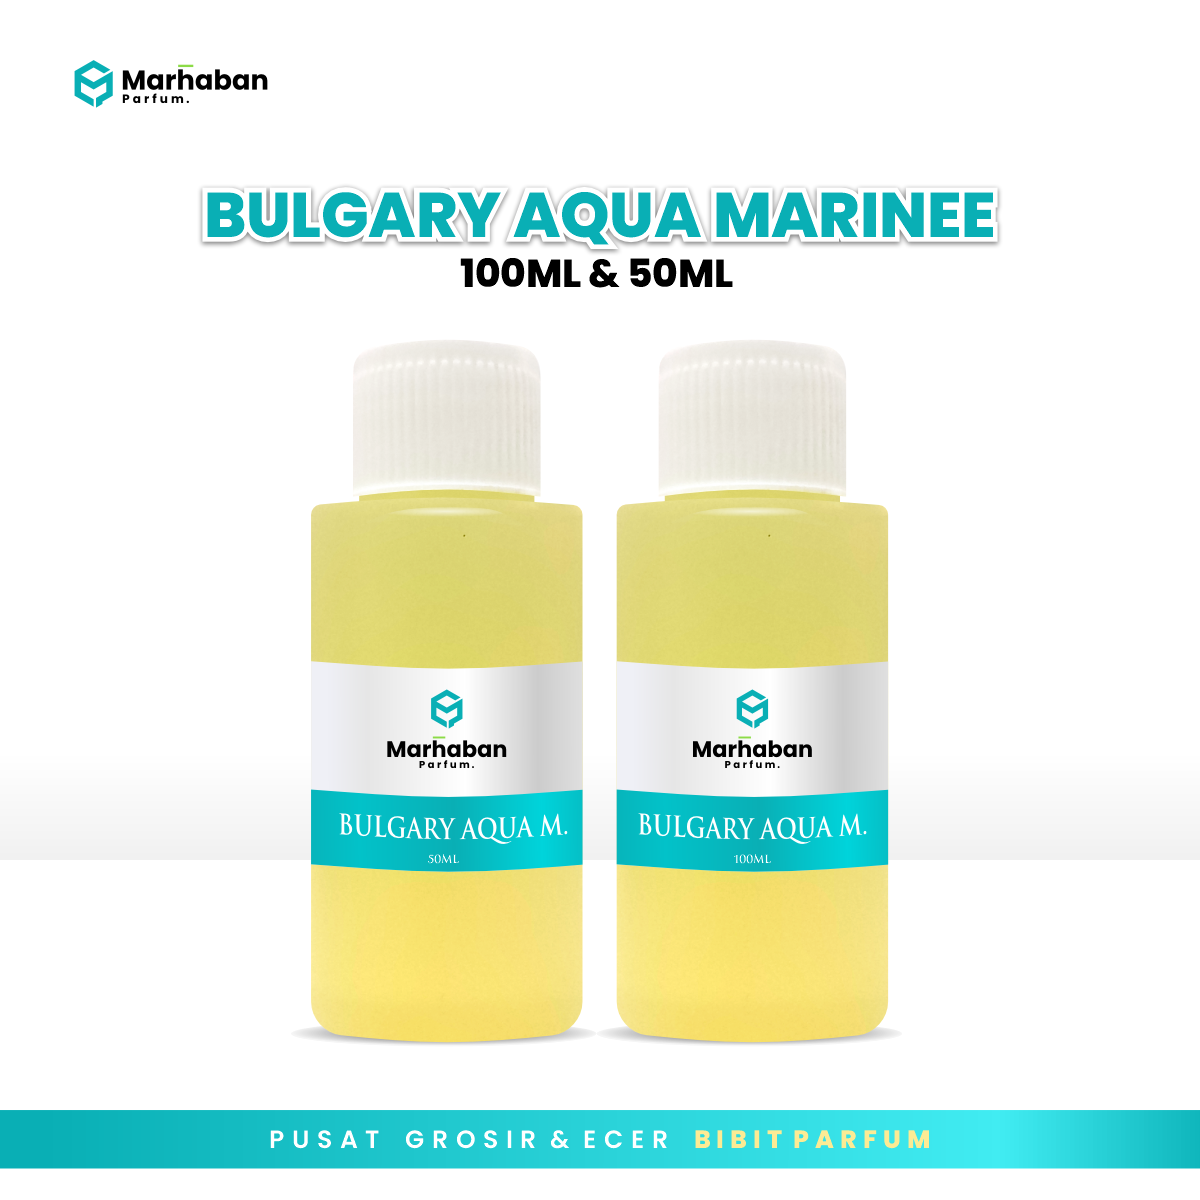 Marhaban
Parfum.
BULGARY AQUA MARINEE
100ML & 50ML
Marhaban
Parfum.
BULGARY AQUA M.
50ML
Marhaban
Parfum.
BULGARY AQUA M.
100ML
PUSAT GROSIR & ECER BIBIT PARFUM